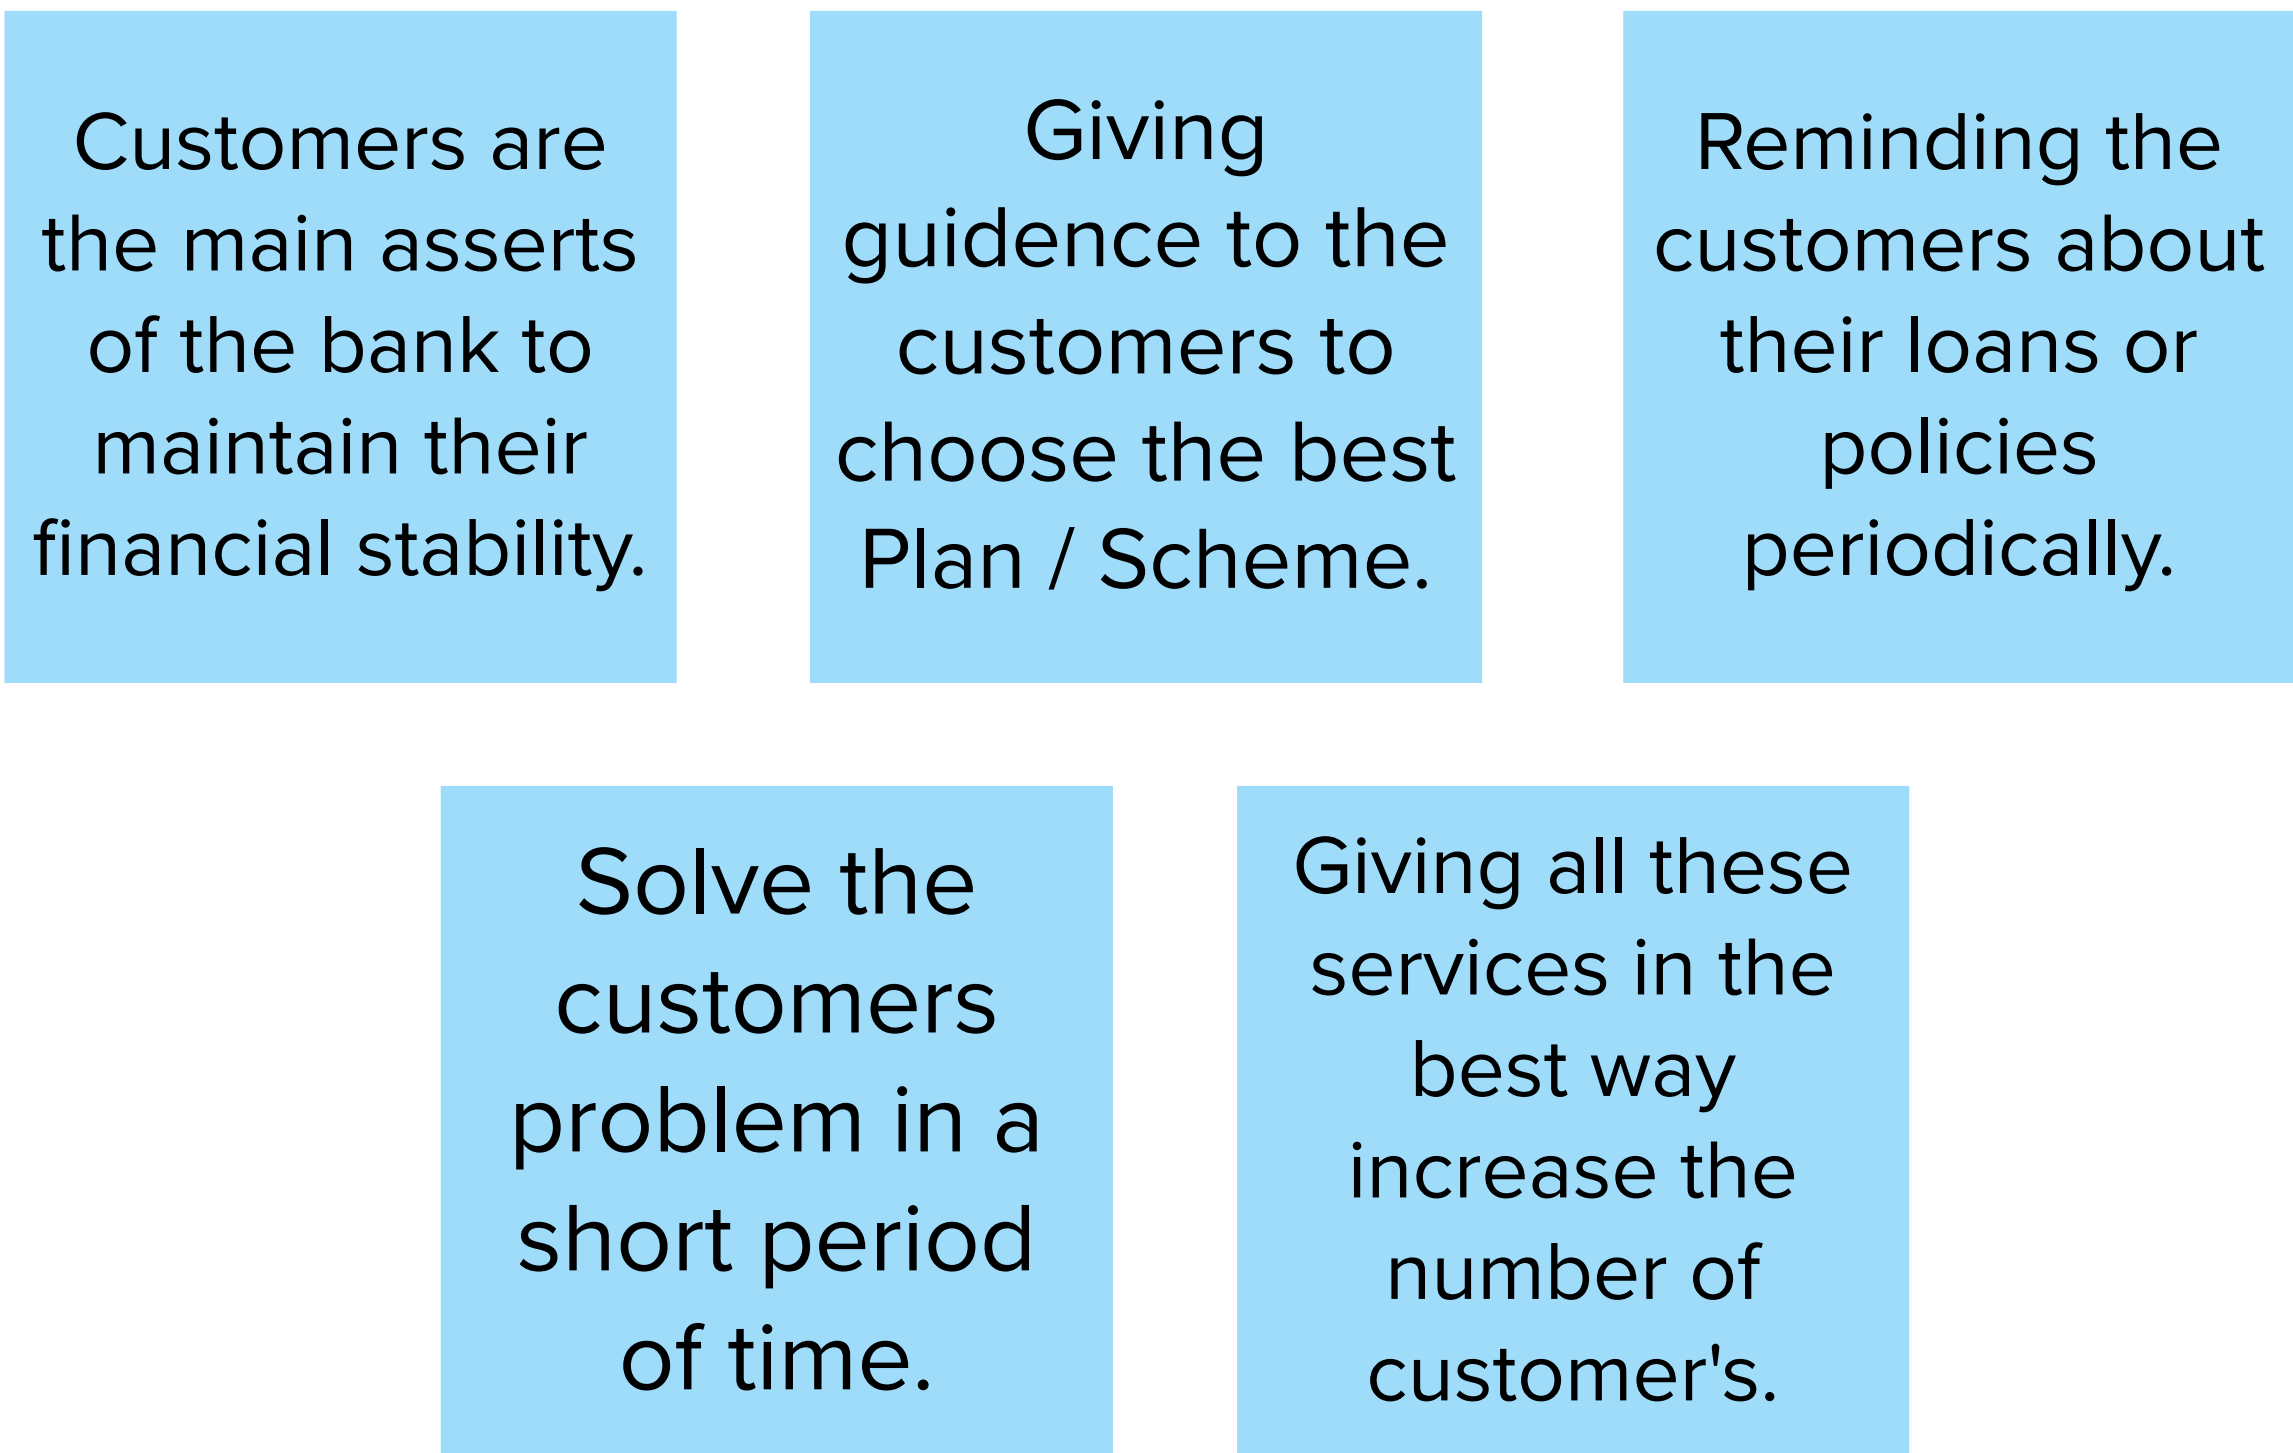 Customers are
the main asserts
of the bank to
maintain their
financial stability.
Giving
guidence to the
customers to
choose the best
Plan / Scheme.
Reminding the
customers about
their loans or
policies
periodically.
Solve the
customers
problem in a
short period
of time.
Giving all these
services in the
best way
increase the
number of
customer's.